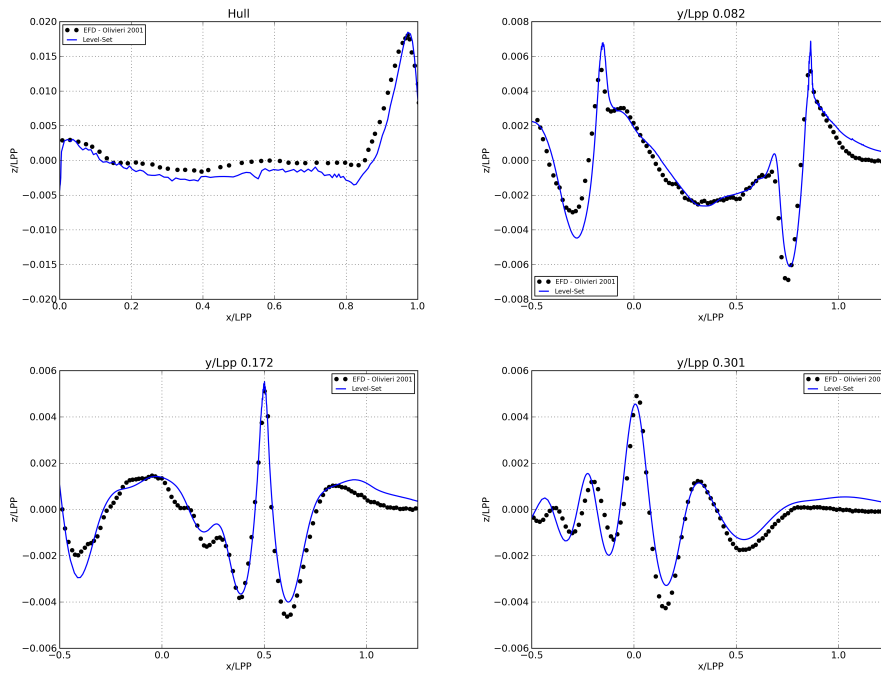 Hull
0.020
0.015
0.010
0.005
0.000
−0.005
−0.010
−0.015
−0.020
z/LPP
0.0 0.2 0.4 0.6 0.8 1.0
x/LPP
EFD - Olivieri 2001
Level-Set
y/Lpp 0.082
0.008
0.006
0.004
0.002
0.000
−0.002
−0.004
−0.006
−0.008
z/LPP
−0.5 0.0 0.5 1.0
x/LPP
EFD - Olivieri 2001
Level-Set
y/Lpp 0.172
0.006
0.004
0.002
0.000
−0.002
−0.004
−0.006
z/LPP
−0.5 0.0 0.5 1.0
x/LPP
EFD - Olivieri 2001
Level-Set
y/Lpp 0.301
0.006
0.004
0.002
0.000
−0.002
−0.004
−0.006
z/LPP
−0.5 0.0 0.5 1.0
x/LPP
EFD - Olivieri 2001
Level-Set